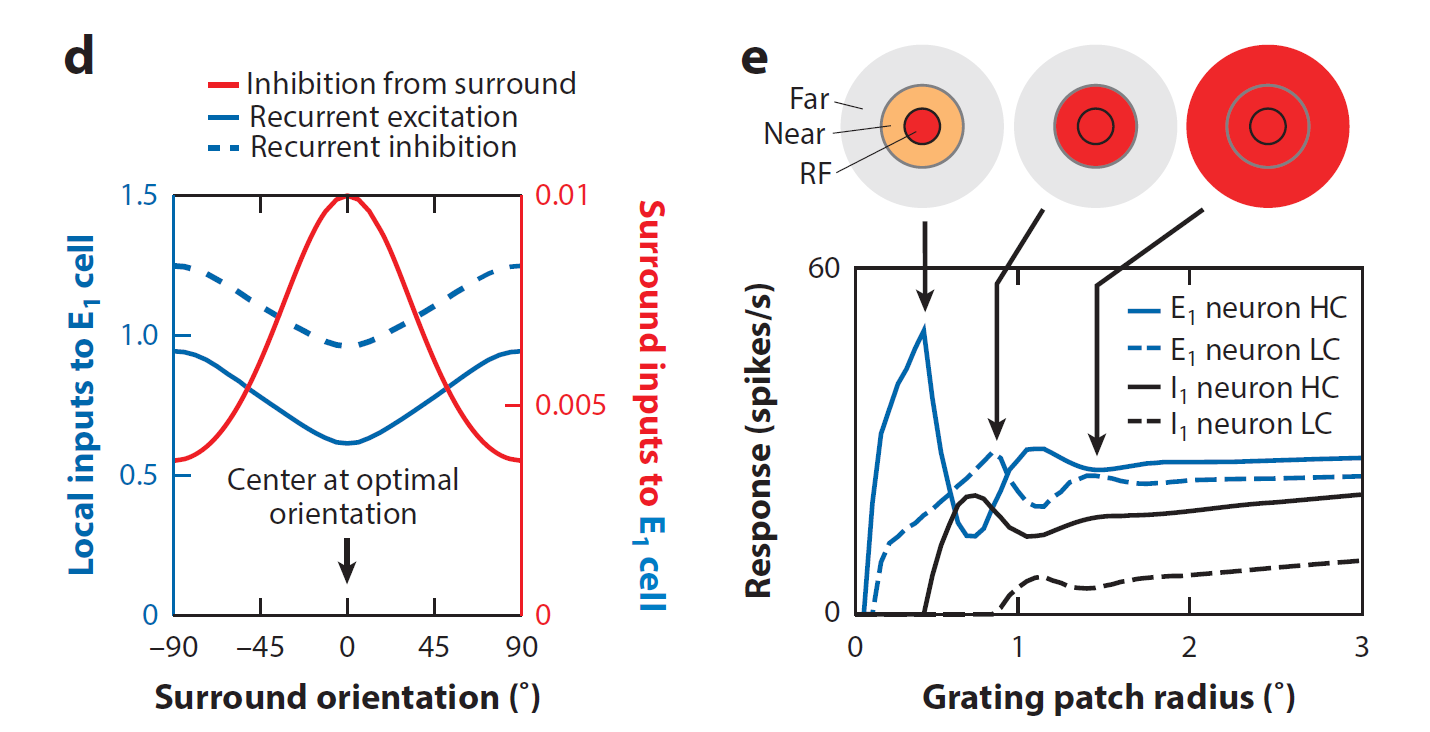 d
Inhibition from surround
Recurrent excitation
Recurrent inhibition
1.5
1.0
0.5
0
0.01
0.005
0
Local inputs to E1 cell
Surround inputs to E1 cell
Center at optimal
orientation
–90
–45
0
45
90
Surround orientation (°)
e
Far
Near
RF
60
0
Response (spikes/s)
E1 neuron HC
E1 neuron LC
I1 neuron HC
I1 neuron LC
0
1
2
3
Grating patch radius (°)